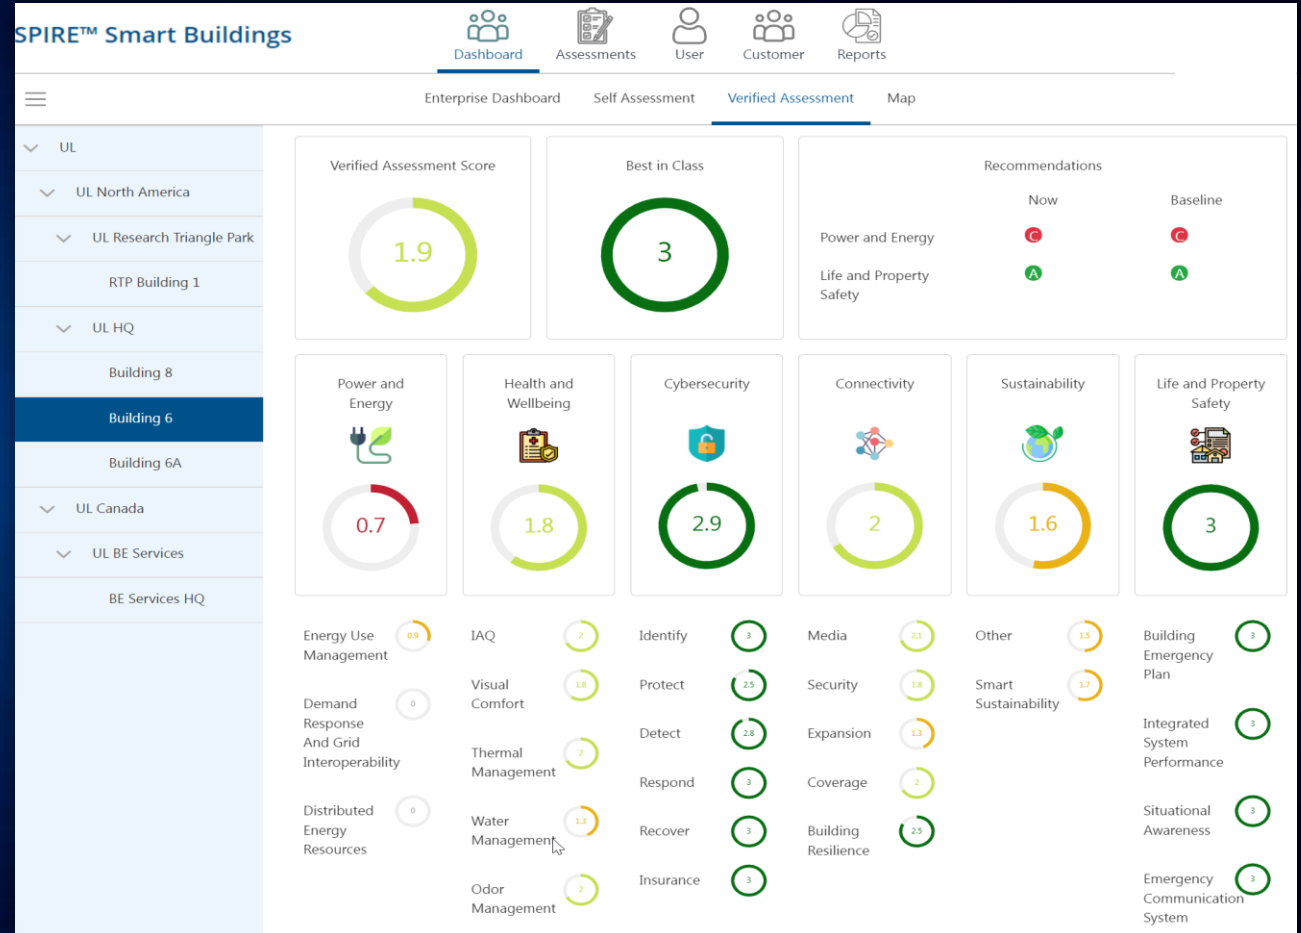 SPIRE™ Smart Buildings
Dashboard
Assessments
User
Customer
Reports
Enterprise Dashboard
Self Assessment
Verified Assessment
Map
UL
UL North America
UL Research Triangle Park
RTP Building 1
UL HQ
Building 8
Building 6
Building 6A
UL Canada
UL BE Services
BE Services HQ
Verified Assessment Score
1.9
Best in Class
3
Recommendations
Now
Baseline
Power and Energy
C
C
Life and Property
Safety
A
A
Power and
Energy
0.7
Health and
Wellbeing
1.8
Cybersecurity
2.9
Connectivity
2
Sustainability
1.6
Life and Property
Safety
3
Energy Use
Management
0.9
Demand
Response
And Grid
Interoperability
0
Distributed
Energy
Resources
0
IAQ
2
Visual
Comfort
1.8
Thermal
Management
2
Water
Management
1.3
Odor
Management
2
Identify
3
Protect
2.5
Detect
2.8
Respond
3
Recover
3
Insurance
3
Media
2.1
Security
1.8
Expansion
1.3
Coverage
2
Building
Resilience
2.5
Other
1.5
Smart
Sustainability
1.7
Building
Emergency
Plan
3
Integrated
System
Performance
3
Situational
Awareness
3
Emergency
Communication
System
3